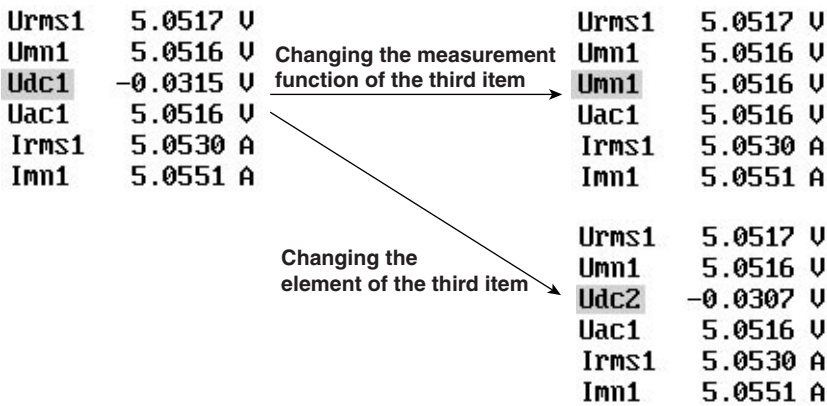 Urms1 5.0517 V
Umn1 5.0516 V
Udc1 -0.0315 V
Uac1 5.0516 V
Irms1 5.0530 A
Imn1 5.0551 A
Changing the measurement
function of the third item
Urms1 5.0517 V
Umn1 5.0516 V
Umn1 5.0516 V
Uac1 5.0516 V
Irms1 5.0530 A
Imn1 5.0551 A
Changing the
element of the third item
Urms1 5.0517 V
Umn1 5.0516 V
Udc2 -0.0307 V
Uac1 5.0516 V
Irms1 5.0530 A
Imn1 5.0551 A